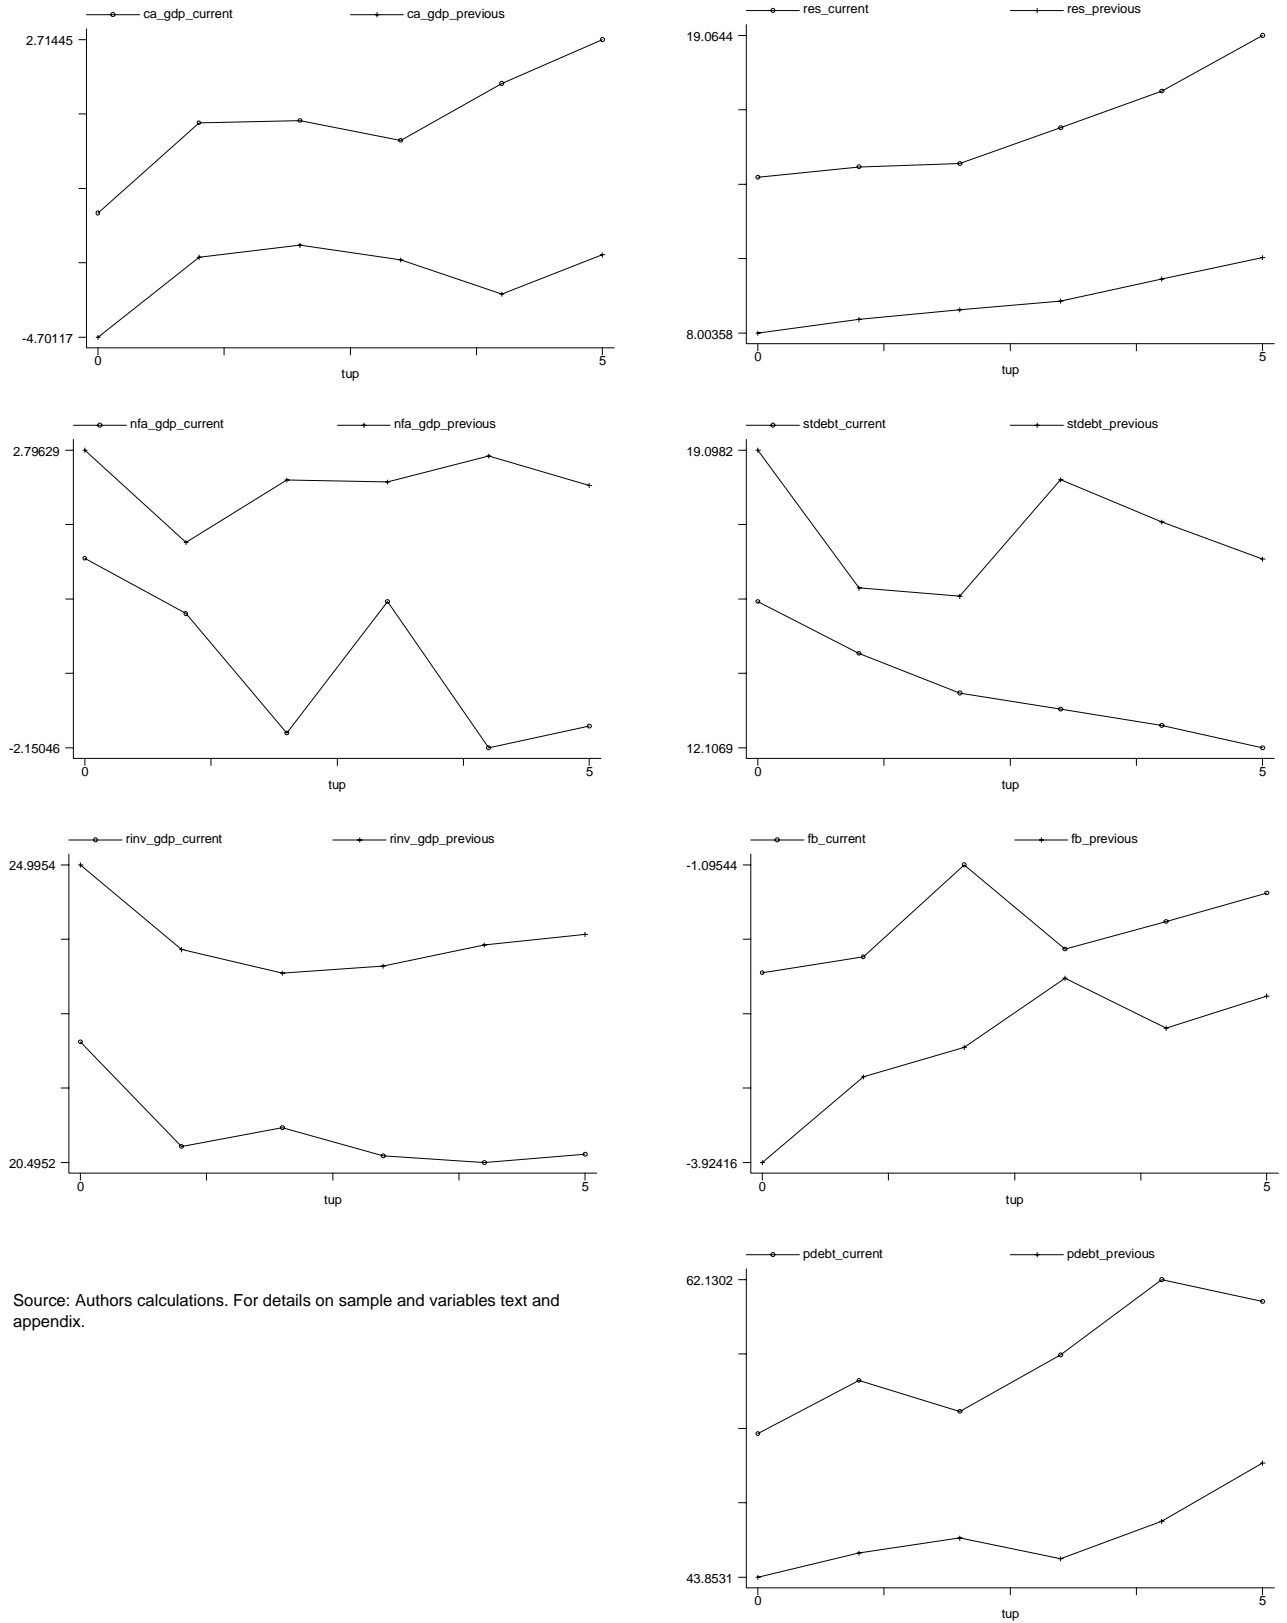 ca_gdp_current ca_gdp_previous
2.71445
-4.70117
0 5
tup
res_current res_previous
19.0644
8.00358
0 5
tup
nfa_gdp_current nfa_gdp_previous
2.79629
-2.15046
0 5
tup
stdebt_current stdebt_previous
19.0982
12.1069
0 5
tup
rinv_gdp_current rinv_gdp_previous
24.9954
20.4952
0 5
tup
fb_current fb_previous
-1.09544
-3.92416
0 5
tup
Source: Authors calculations. For details on sample and variables text and
appendix.
pdebt_current pdebt_previous
62.1302
43.8531
0 5
tup